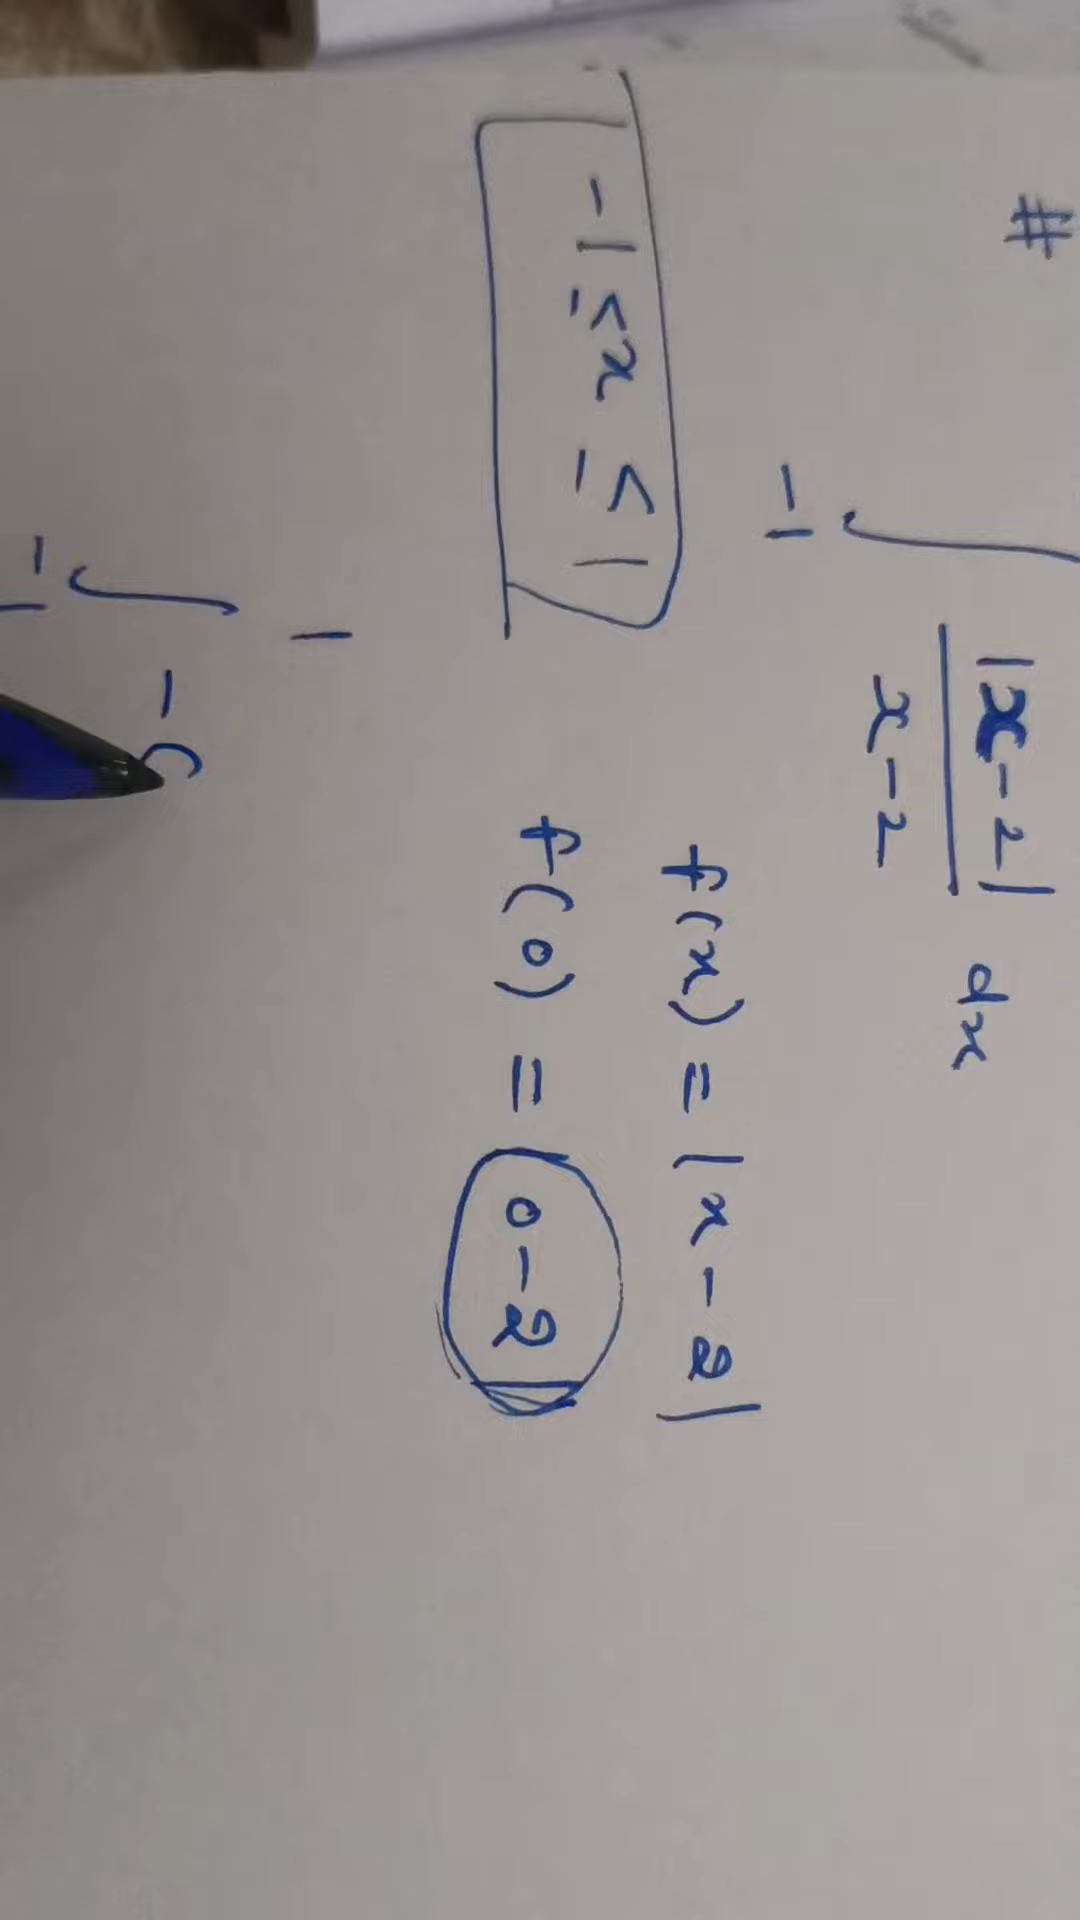 # ∫ |x-2| / x-2 dx
-1
-1 ≤ x ≤ 1
f(x) = |x-2|
f(0) = 0-2
1
∫ -(
-1